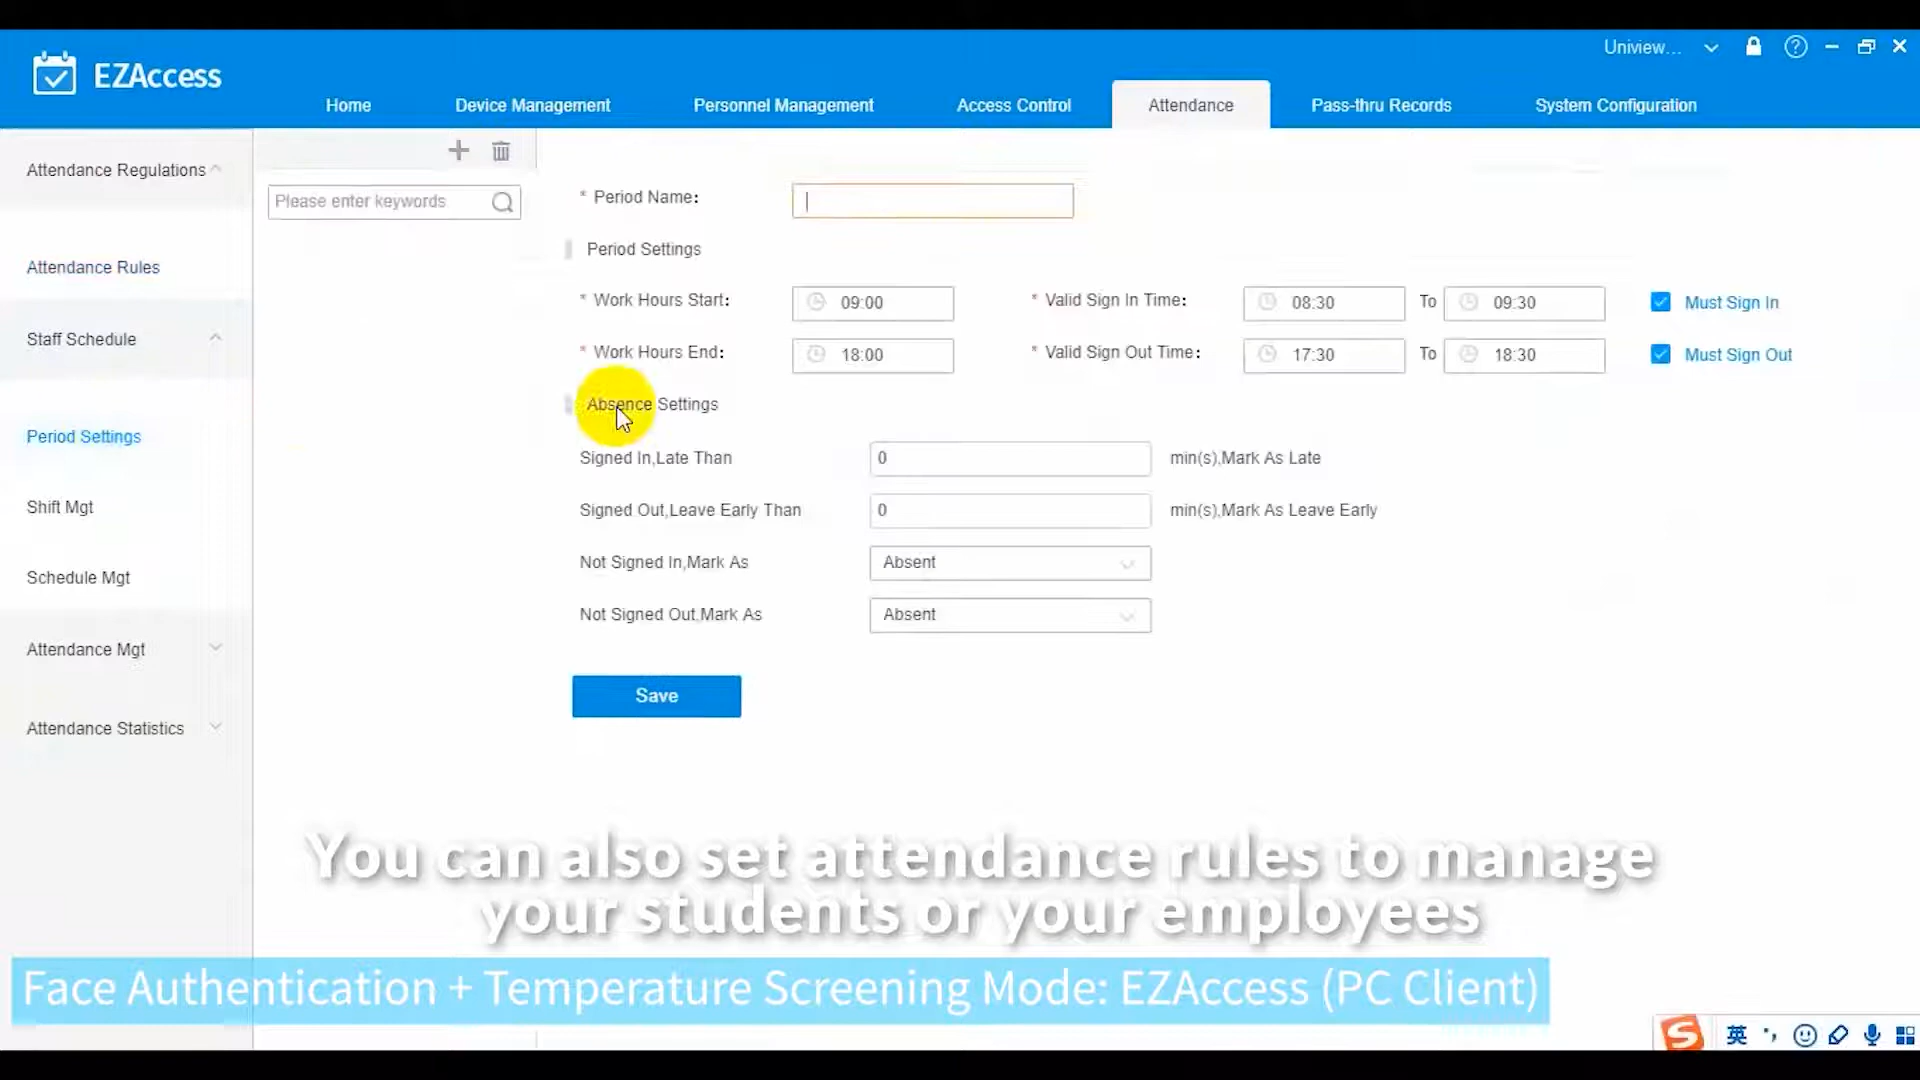 Uniview...
EZAccess
Home
Device Management
Personnel Management
Access Control
Attendance
Pass-thru Records
System Configuration
Attendance Regulations
Attendance Rules
Staff Schedule
Period Settings
Shift Mgt
Schedule Mgt
Attendance Mgt
Attendance Statistics
Please enter keywords
* Period Name:
Period Settings
* Work Hours Start: 09:00 * Valid Sign In Time: 08:30 To 09:30 Must Sign In
* Work Hours End: 18:00 * Valid Sign Out Time: 17:30 To 18:30 Must Sign Out
Absence Settings
Signed In,Late Than 0 min(s),Mark As Late
Signed Out,Leave Early Than 0 min(s),Mark As Leave Early
Not Signed In,Mark As Absent
Not Signed Out,Mark As Absent
Save
You can also set attendance rules to manage
your students or your employees
Face Authentication + Temperature Screening Mode: EZAccess (PC Client)
S 英